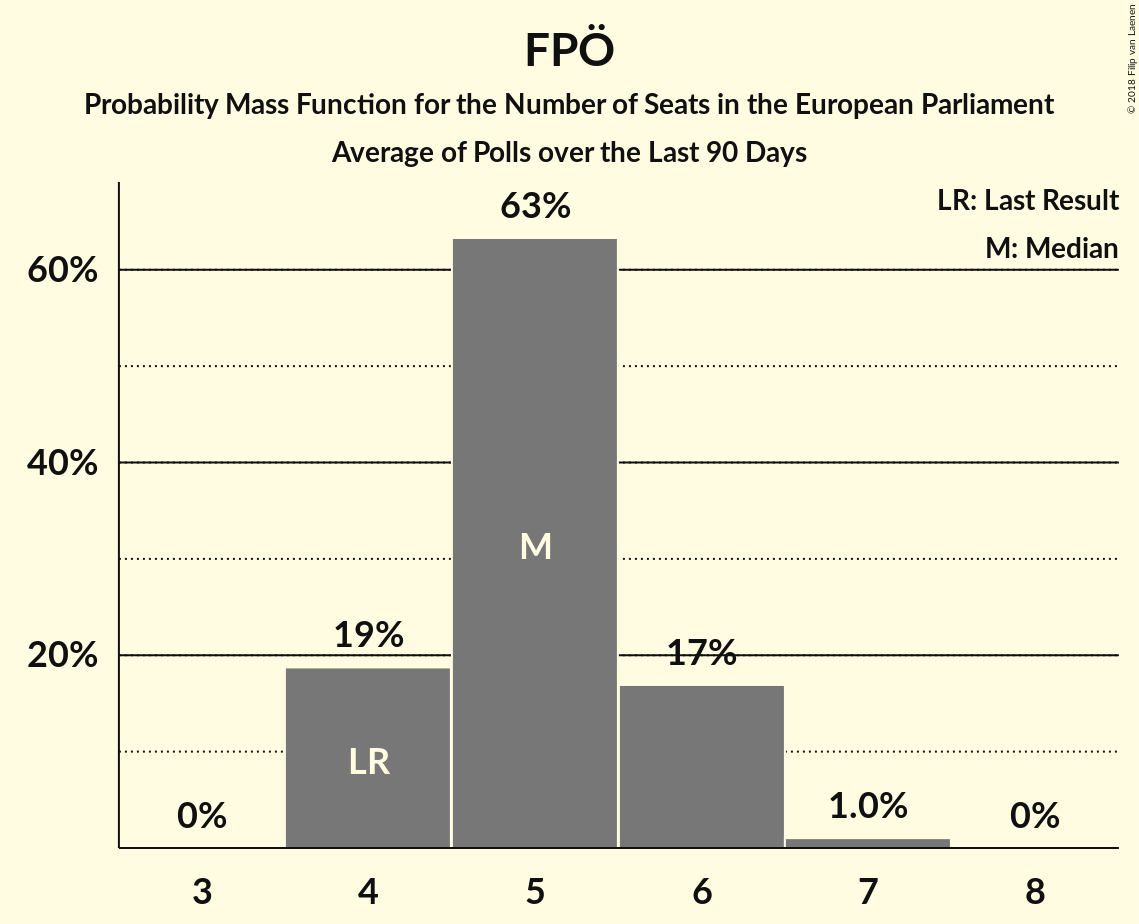 FPÖ
Probability Mass Function for the Number of Seats in the European Parliament
Average of Polls over the Last 90 Days
© 2018 Filip van Laenen
LR: Last Result
M: Median
63%
60%
40%
M
19%
17%
20%
LR
0%
1.0%
0%
3 4 5 6 7 8